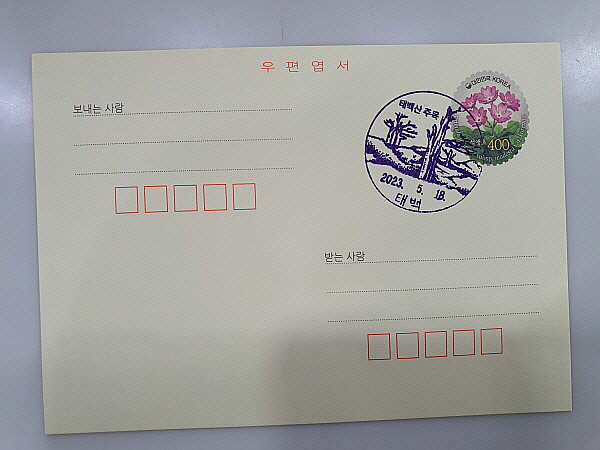 우편엽서
대한민국 KOREA
보내는 사람
태백산 주목
400
2023. 5. 18.
태백
받는 사람